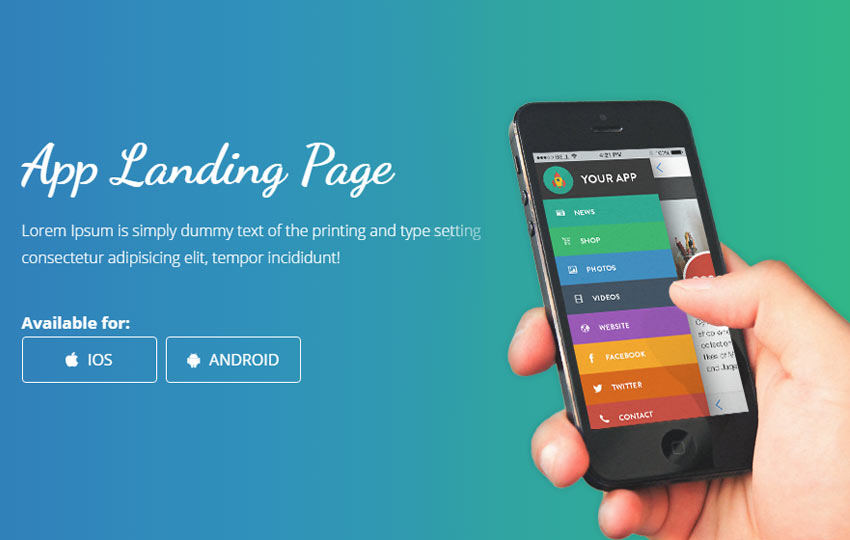 App Landing Page
Lorem Ipsum is simply dummy text of the printing and type setting
consectetur adipisicing elit, tempor incididunt!
Available for:
IOS
ANDROID
BELL 4:21 PM
YOUR APP
NEWS
SHOP
PHOTOS
VIDEOS
WEBSITE
FACEBOOK
TWITTER
CONTACT